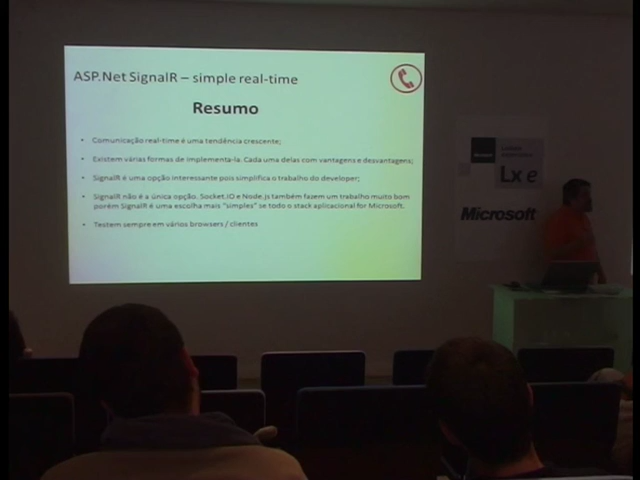 ASP.Net SignalR – simple real-time
Resumo
• Comunicação real-time é uma tendência crescente;
• Existem várias formas de implementa-la. Cada uma delas com vantagens e desvantagens;
• SignalR é uma opção interessante pois simplifica o trabalho do developer;
• SignalR não é a única opção. Socket.IO e Node.js também fazem um trabalho muito bom
porém SignalR é uma escolha mais "simples" se todo o stack aplicacional for Microsoft.
• Testem sempre em vários browsers / clientes
Lx e
Microsoft